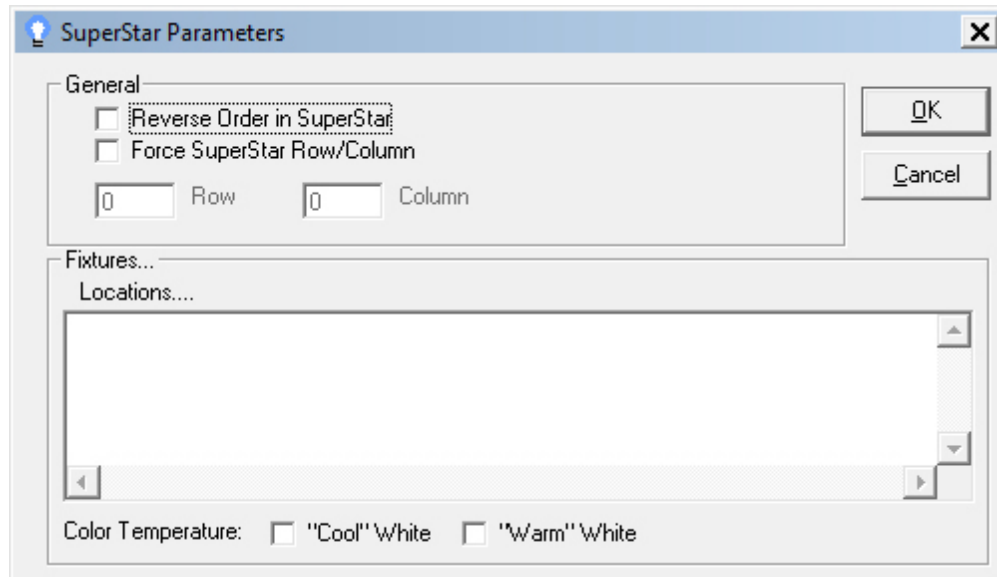 SuperStar Parameters
General
Reverse Order in SuperStar
Force SuperStar Row/Column
0 Row 0 Column
OK
Cancel
Fixtures...
Locations....
Color Temperature: "Cool" White "Warm" White